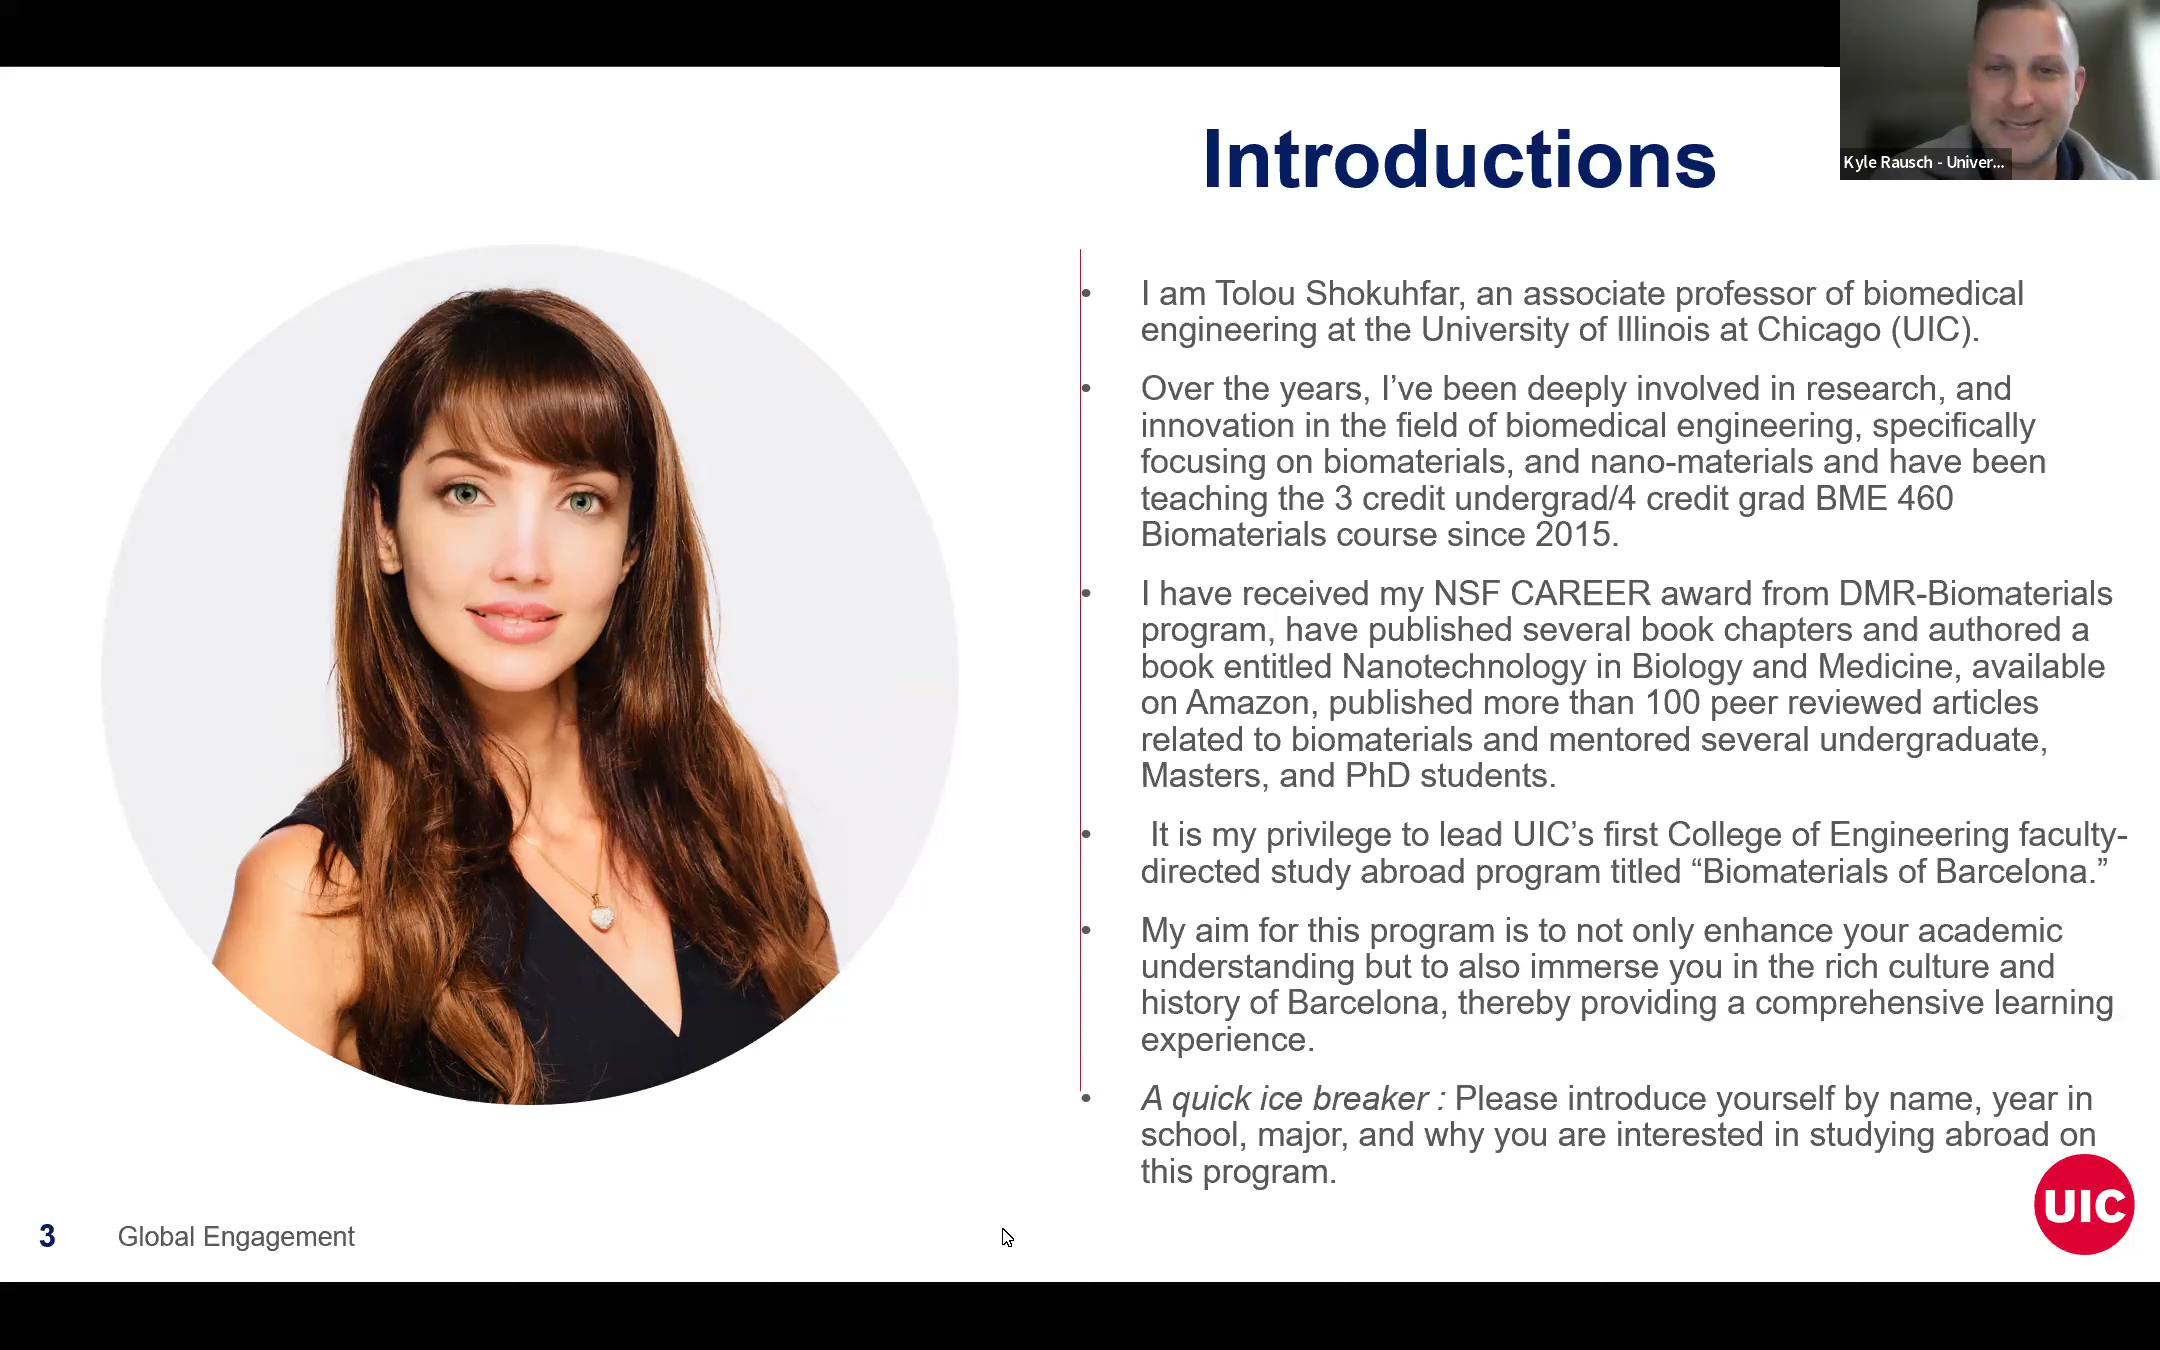 Introductions
Kyle Rausch - Univer...
• I am Tolou Shokuhfar, an associate professor of biomedical
engineering at the University of Illinois at Chicago (UIC).
• Over the years, I’ve been deeply involved in research, and
innovation in the field of biomedical engineering, specifically
focusing on biomaterials, and nano-materials and have been
teaching the 3 credit undergrad/4 credit grad BME 460
Biomaterials course since 2015.
• I have received my NSF CAREER award from DMR-Biomaterials
program, have published several book chapters and authored a
book entitled Nanotechnology in Biology and Medicine, available
on Amazon, published more than 100 peer reviewed articles
related to biomaterials and mentored several undergraduate,
Masters, and PhD students.
• It is my privilege to lead UIC’s first College of Engineering faculty-
directed study abroad program titled “Biomaterials of Barcelona.”
• My aim for this program is to not only enhance your academic
understanding but to also immerse you in the rich culture and
history of Barcelona, thereby providing a comprehensive learning
experience.
• A quick ice breaker : Please introduce yourself by name, year in
school, major, and why you are interested in studying abroad on
this program.
UIC
3 Global Engagement